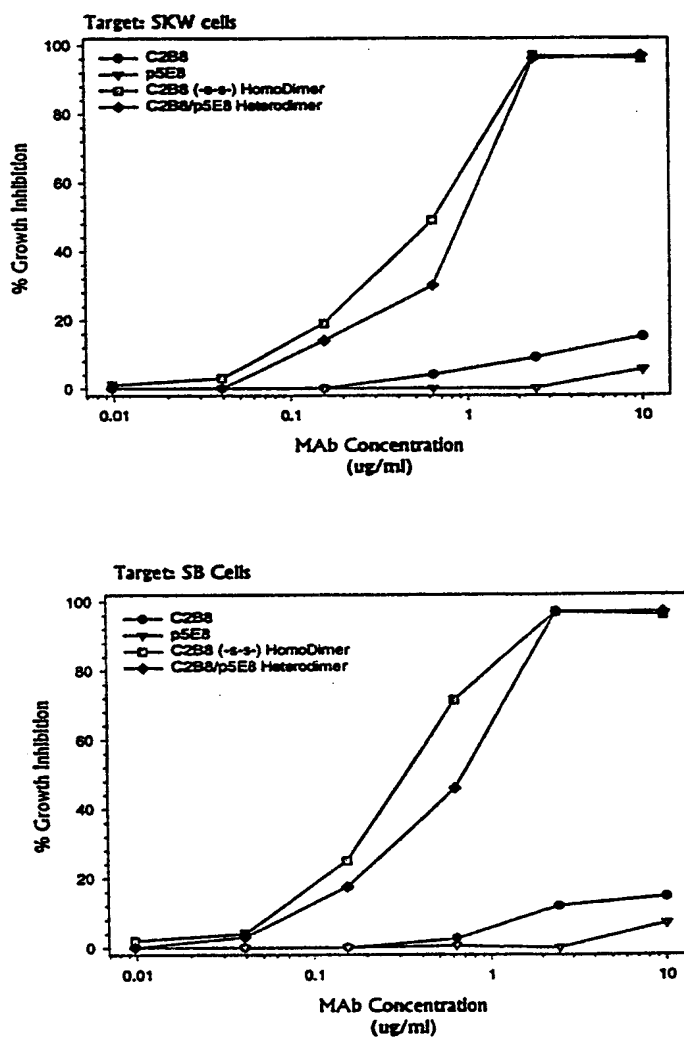 Target: SKW cells
100
80
60
40
20
0
% Growth Inhibition
C2B8
p5E8
C2B8 (-s-s-) HomoDimer
C2B8/p5E8 Heterodimer
0.01
0.1
1
10
MAb Concentration
(ug/ml)
Target: SB Cells
100
80
60
40
20
0
% Growth Inhibition
C2B8
p5E8
C2B8 (-s-s-) HomoDimer
C2B8/p5E8 Heterodimer
0.01
0.1
1
10
MAb Concentration
(ug/ml)